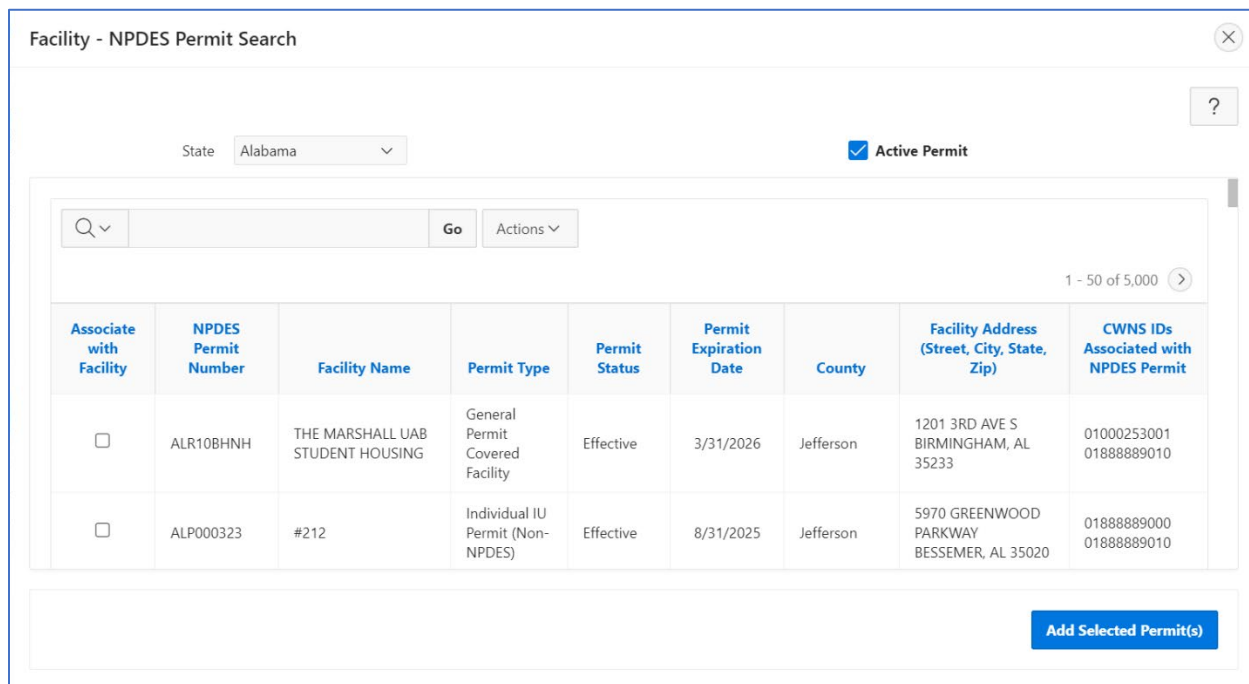 Facility - NPDES Permit Search
?
State Alabama
Active Permit
Go Actions
1 - 50 of 5,000
Associate
with
Facility
NPDES
Permit
Number
Facility Name
Permit Type
Permit
Status
Permit
Expiration
Date
County
Facility Address
(Street, City, State,
Zip)
CWNS IDs
Associated with
NPDES Permit
ALR10BHNH
THE MARSHALL UAB
STUDENT HOUSING
General
Permit
Covered
Facility
Effective
3/31/2026
Jefferson
1201 3RD AVE S
BIRMINGHAM, AL
35233
01000253001
01888889010
ALP000323
#212
Individual IU
Permit (Non-
NPDES)
Effective
8/31/2025
Jefferson
5970 GREENWOOD
PARKWAY
BESSEMER, AL 35020
01888889000
01888889010
Add Selected Permit(s)